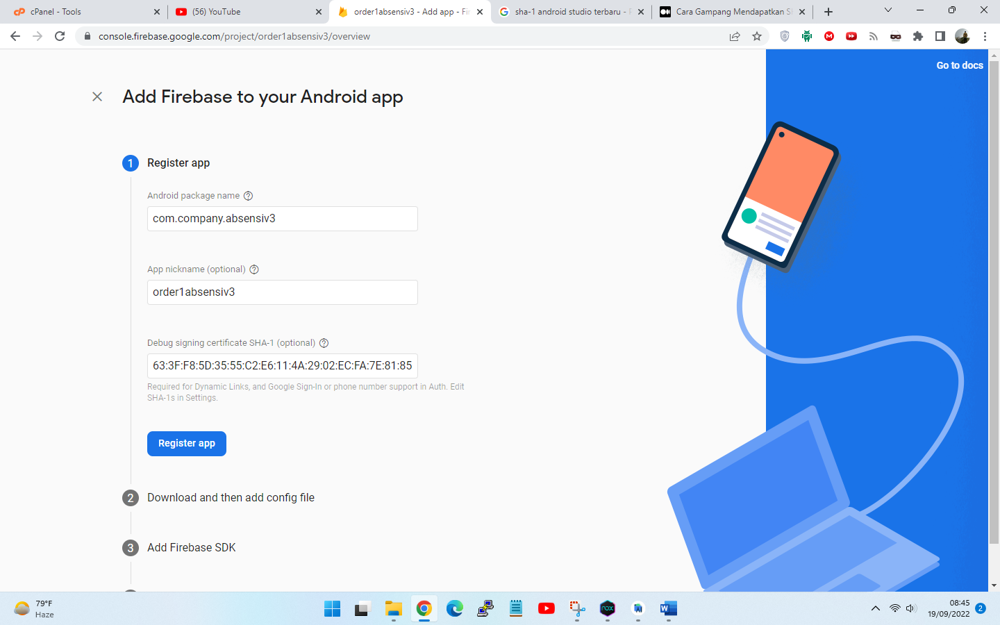 cPanel - Tools
(56) YouTube
order1absensiv3 - Add app - Fir
sha-1 android studio terbaru -
Cara Gampang Mendapatkan
console.firebase.google.com/project/order1absensiv3/overview
Go to docs
Add Firebase to your Android app
1 Register app
Android package name
com.company.absensiv3
App nickname (optional)
order1absensiv3
Debug signing certificate SHA-1 (optional)
63:3F:F8:5D:35:55:C2:E6:11:4A:29:02:EC:FA:7E:81:85
Required for Dynamic Links, and Google Sign-In or phone number support in Auth. Edit
SHA-1s in Settings.
Register app
2 Download and then add config file
3 Add Firebase SDK
79°F
Haze
nox
08:45
19/09/2022
2